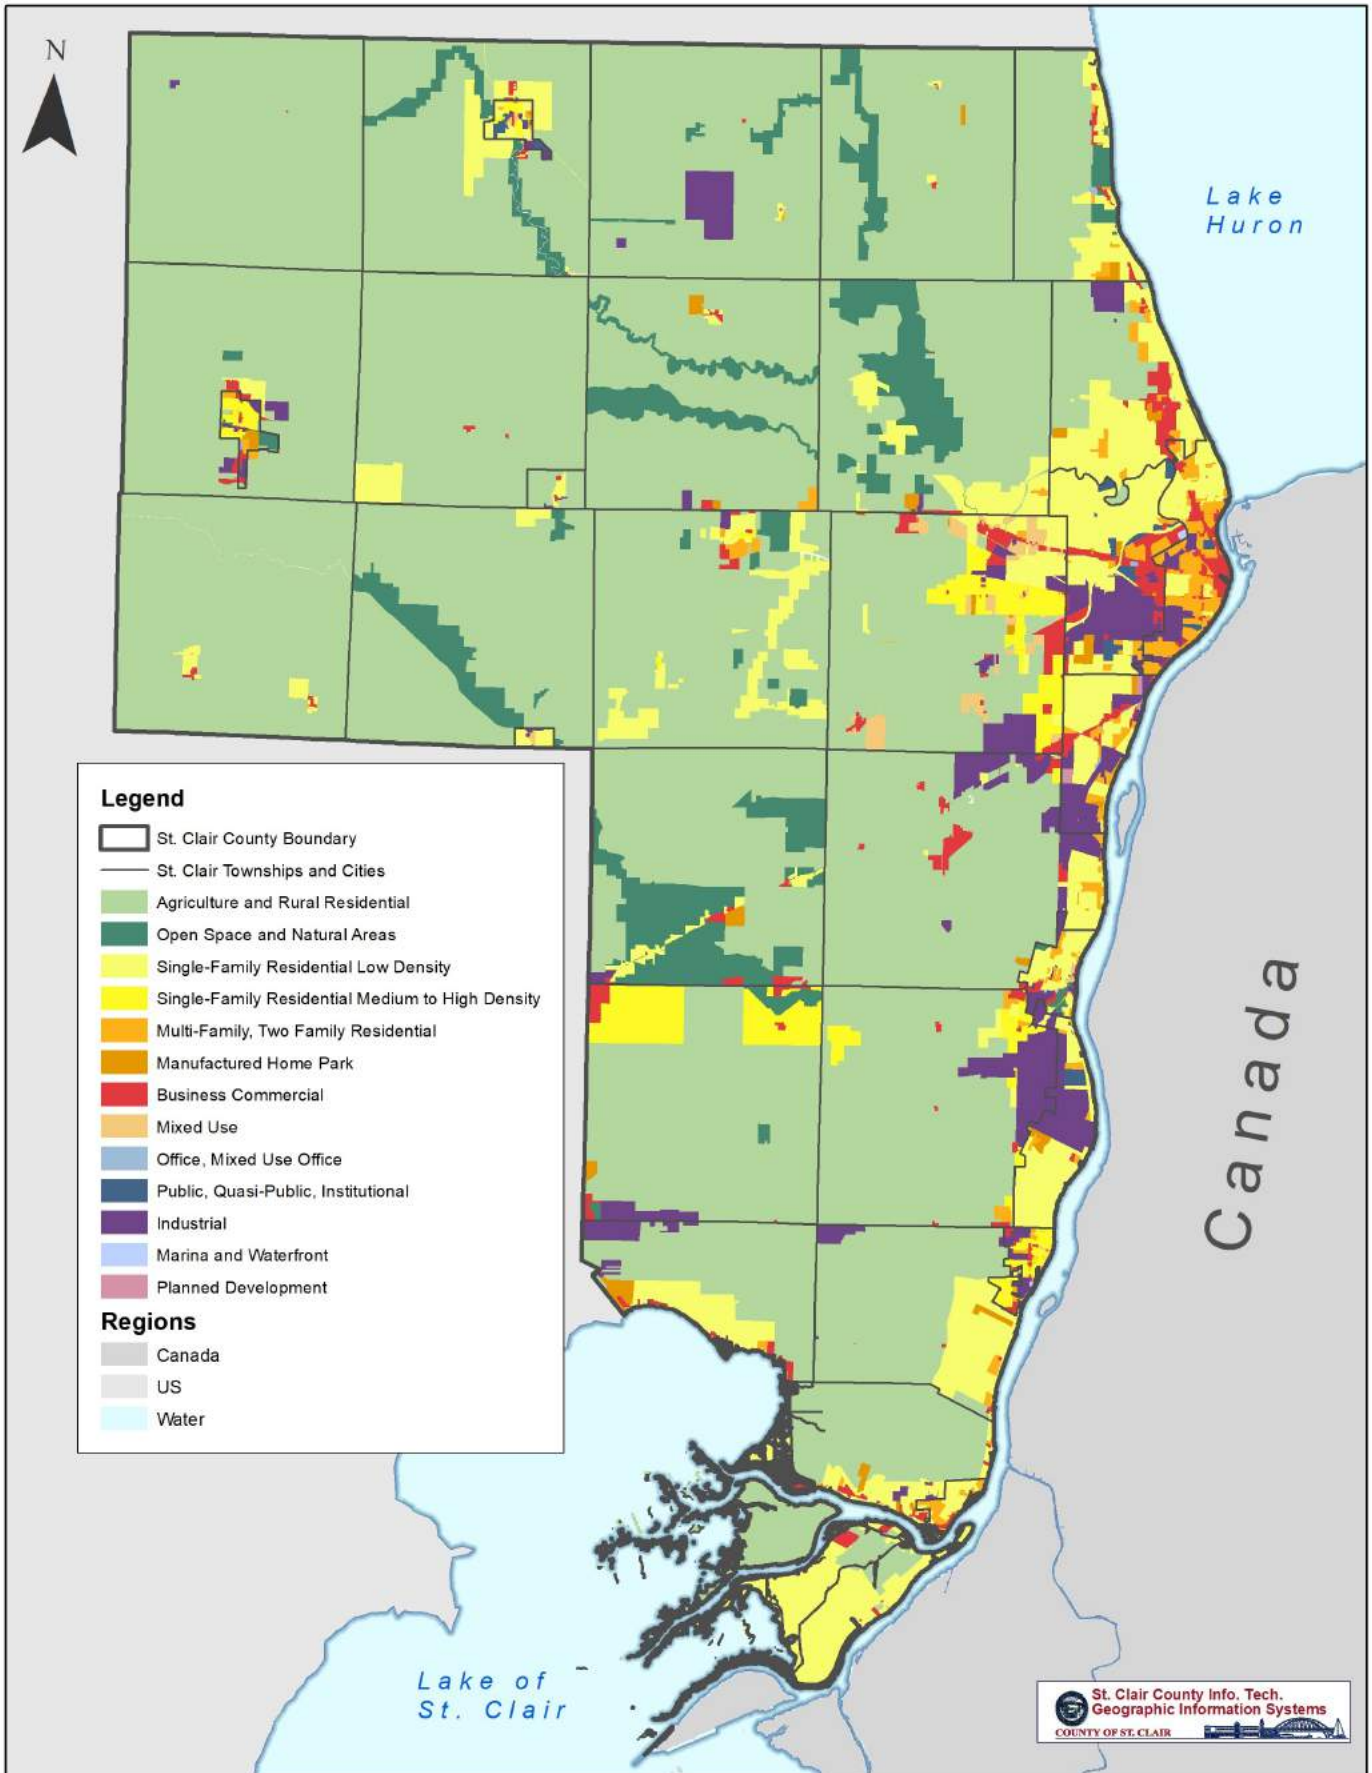 N
Lake
Huron
Legend
St. Clair County Boundary
St. Clair Townships and Cities
Agriculture and Rural Residential
Open Space and Natural Areas
Single-Family Residential Low Density
Single-Family Residential Medium to High Density
Multi-Family, Two Family Residential
Manufactured Home Park
Business Commercial
Mixed Use
Office, Mixed Use Office
Public, Quasi-Public, Institutional
Industrial
Marina and Waterfront
Planned Development
Regions
Canada
US
Water
Canada
Lake of
St. Clair
St. Clair County Info. Tech.
Geographic Information Systems
COUNTY OF ST. CLAIR